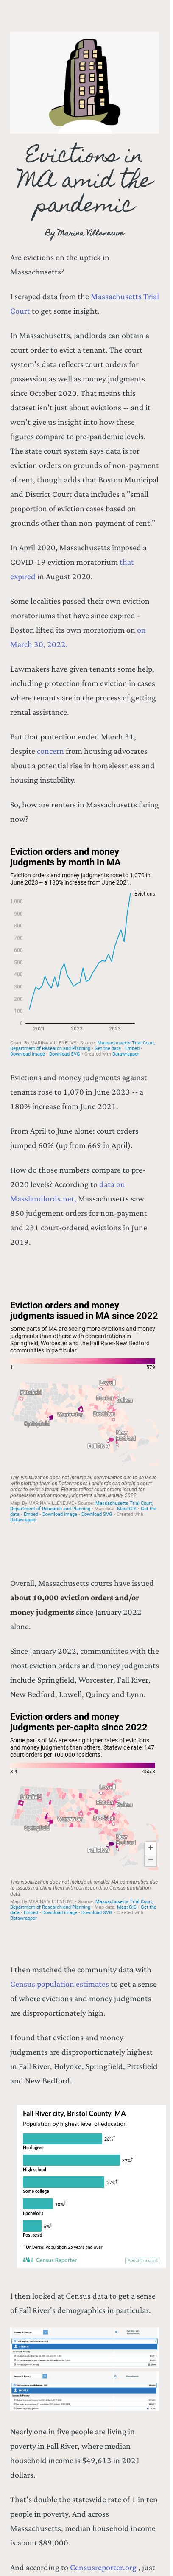 Evictions in
MA amid the
pandemic
By Marina Villeneuve
Are evictions on the uptick in
Massachusetts?
I scraped data from the Massachusetts Trial
Court to get some insight.
In Massachusetts, landlords can obtain a
court order to evict a tenant. The court
system's data reflects court orders for
possession as well as money judgments
since October 2020. That means this
dataset isn't just about evictions -- and it
won't give us insight into how these
figures compare to pre-pandemic levels.
The state court system says data is for
eviction orders on grounds of non-payment
of rent, though adds that Boston Municipal
and District Court data includes a "small
proportion of eviction cases based on
grounds other than non-payment of rent."
In April 2020, Massachusetts imposed a
COVID-19 eviction moratorium that
expired in August 2020.
Some localities passed their own eviction
moratoriums that have since expired -
Boston lifted its own moratorium on on
March 30, 2022.
Lawmakers have given tenants some help,
including protection from eviction in cases
where tenants are in the process of getting
rental assistance.
But that protection ended March 31,
despite concern from housing advocates
about a potential rise in homelessness and
housing instability.
So, how are renters in Massachusetts faring
now?
Eviction orders and money
judgments by month in MA
Eviction orders and money judgments rose to 1,070 in
June 2023 – a 180% increase from June 2021.
Evictions
1,000
900
800
700
600
500
400
300
200
100
0
2021 2022 2023
Chart: By MARINA VILLENEUVE • Source: Massachusetts Trial Court,
Department of Research and Planning • Get the data • Embed •
Download image • Download SVG • Created with Datawrapper
Evictions and money judgments against
tenants rose to 1,070 in June 2023 -- a
180% increase from June 2021.
From April to June alone: court orders
jumped 60% (up from 669 in April).
How do those numbers compare to pre-
2020 levels? According to data on
Masslandlords.net, Massachusetts saw
850 judgement orders for non-payment
and 231 court-ordered evictions in June
2019.
Eviction orders and money
judgments issued in MA since 2022
Some parts of MA are seeing more evictions and money
judgments than others: with concentrations in
Springfield, Worcester and the Fall River-New Bedford
communities in particular.
1 579
Lowell
Pittsfield
Boston Salem
Worcester Brockton
Springfield
New
Bedford
Fall River
This visualization does not include all communities due to an issue
with pitching them on Datawrapper. Landlords can obtain a court
order to evict a tenant. Figures reflect court orders issued for
possession and/or money judgments since January 2022.
Map: By MARINA VILLENEUVE • Source: Massachusetts Trial Court,
Department of Research and Planning • Map data: MassGIS • Get the
data • Embed • Download image • Download SVG • Created with
Datawrapper
Overall, Massachusetts courts have issued
about 10,000 eviction orders and/or
money judgments since January 2022
alone.
Since January 2022, communitites with the
most eviction orders and money judgments
include Springfield, Worcester, Fall River,
New Bedford, Lowell, Quincy and Lynn.
Eviction orders and money
judgments per-capita since 2022
Some parts of MA are seeing higher rates of evictions
and money judgments than others. Statewide rate: 147
court orders per 100,000 residents.
3.4 455.8
Lowell
Pittsfield
Boston Salem
Worcester Brockton
Springfield
New
Bedford
Fall River
+
−
This visualization does not include all smaller MA communities due
to issues matching them with corresponding Census population
data.
Map: By MARINA VILLENEUVE • Source: Massachusetts Trial Court,
Department of Research and Planning • Map data: MassGIS • Get the
data • Embed • Download image • Download SVG • Created with
Datawrapper
I then matched the community data with
Census population estimates to get a sense
of where evictions and money judgments
are disproportionately high.
I found that evictions and money
judgments are disproportionately highest
in Fall River, Holyoke, Springfield, Pittsfield
and New Bedford.
Fall River city, Bristol County, MA
Population by highest level of education
26%†
No degree
32%†
High school
27%†
Some college
10%†
Bachelor's
6%†
Post-grad
* Universe: Population 25 years and over
Census Reporter
About this chart
I then looked at Census data to get a sense
of Fall River's demographics in particular.
Nearly one in five people are living in
poverty in Fall River, where median
household income is $49,613 in 2021
dollars.
That's double the statewide rate of 1 in ten
people in poverty. And across
Massachusetts, median household income
is about $89,000.
And according to Censusreporter.org , just